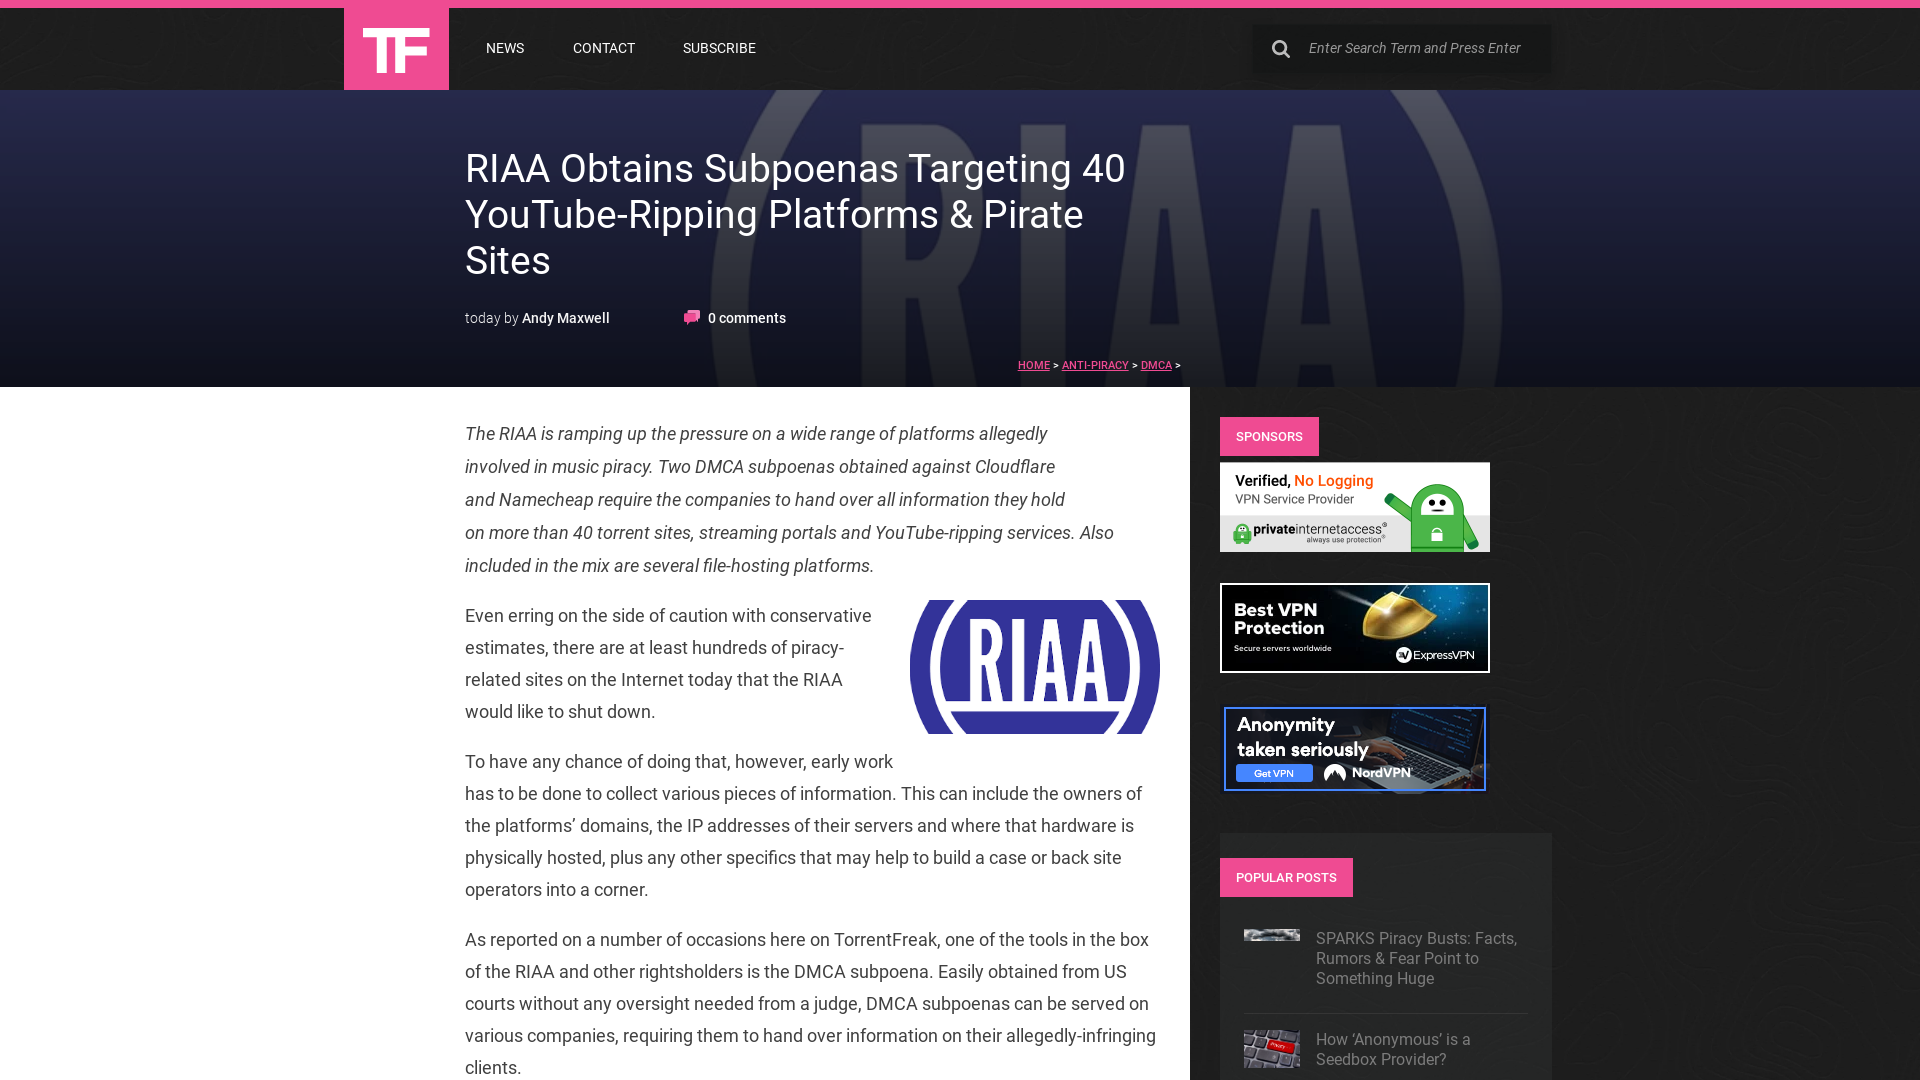 TF
NEWS
CONTACT
SUBSCRIBE
Enter Search Term and Press Enter
RIAA Obtains Subpoenas Targeting 40
YouTube-Ripping Platforms & Pirate
Sites
today by Andy Maxwell
0 comments
HOME > ANTI-PIRACY > DMCA >
(RIAA)
The RIAA is ramping up the pressure on a wide range of platforms allegedly
involved in music piracy. Two DMCA subpoenas obtained against Cloudflare
and Namecheap require the companies to hand over all information they hold
on more than 40 torrent sites, streaming portals and YouTube-ripping services. Also
included in the mix are several file-hosting platforms.
Even erring on the side of caution with conservative
estimates, there are at least hundreds of piracy-
related sites on the Internet today that the RIAA
would like to shut down.
(RIAA)
To have any chance of doing that, however, early work
has to be done to collect various pieces of information. This can include the owners of
the platforms’ domains, the IP addresses of their servers and where that hardware is
physically hosted, plus any other specifics that may help to build a case or back site
operators into a corner.
As reported on a number of occasions here on TorrentFreak, one of the tools in the box
of the RIAA and other rightsholders is the DMCA subpoena. Easily obtained from US
courts without any oversight needed from a judge, DMCA subpoenas can be served on
various companies, requiring them to hand over information on their allegedly-infringing
clients.
SPONSORS
Verified, No Logging
VPN Service Provider
privateinternetaccess®
always use protection®
Best VPN
Protection
Secure servers worldwide
ExpressVPN
Anonymity
taken seriously
Get VPN
NordVPN
POPULAR POSTS
SPARKS Piracy Busts: Facts,
Rumors & Fear Point to
Something Huge
How ‘Anonymous’ is a
Seedbox Provider?